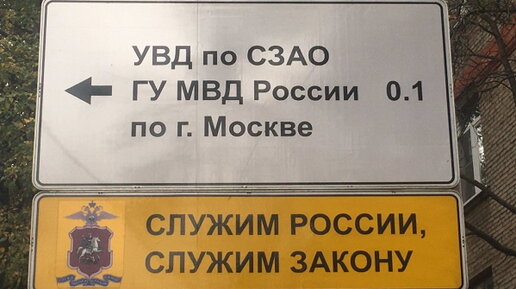 УВД по СЗАО
ГУ МВД России 0.1
по г. Москве
СЛУЖИМ РОССИИ,
СЛУЖИМ ЗАКОНУ